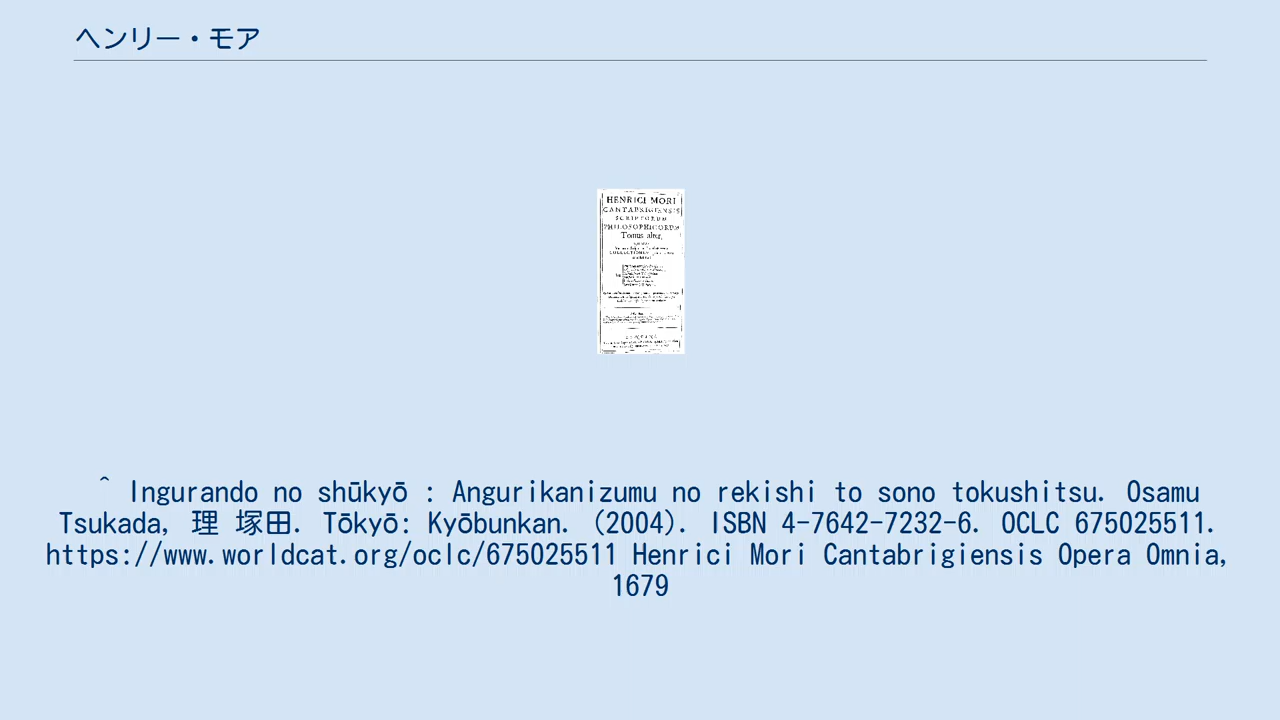 ヘンリー・モア
HENRICI MORI
CANTABRIGIENSIS
SCRIPTORUM
PHILOSOPHICORUM
Tomus alter,
^ Ingurando no shūkyō : Angurikanizumu no rekishi to sono tokushitsu. Osamu
Tsukada, 理 塚田. Tōkyō: Kyōbunkan. (2004). ISBN 4-7642-7232-6. OCLC 675025511.
https://www.worldcat.org/oclc/675025511 Henrici Mori Cantabrigiensis Opera Omnia,
1679